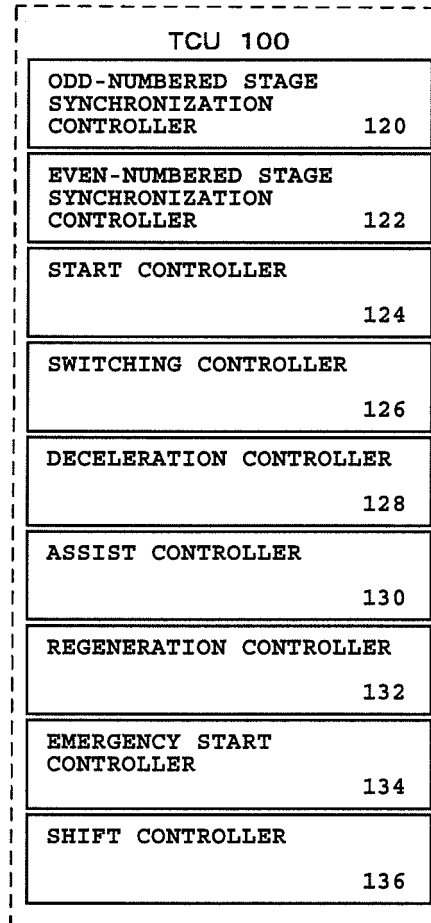 TCU 100
ODD-NUMBERED STAGE
SYNCHRONIZATION
CONTROLLER 120
EVEN-NUMBERED STAGE
SYNCHRONIZATION
CONTROLLER 122
START CONTROLLER
124
SWITCHING CONTROLLER
126
DECELERATION CONTROLLER
128
ASSIST CONTROLLER
130
REGENERATION CONTROLLER
132
EMERGENCY START
CONTROLLER
134
SHIFT CONTROLLER
136